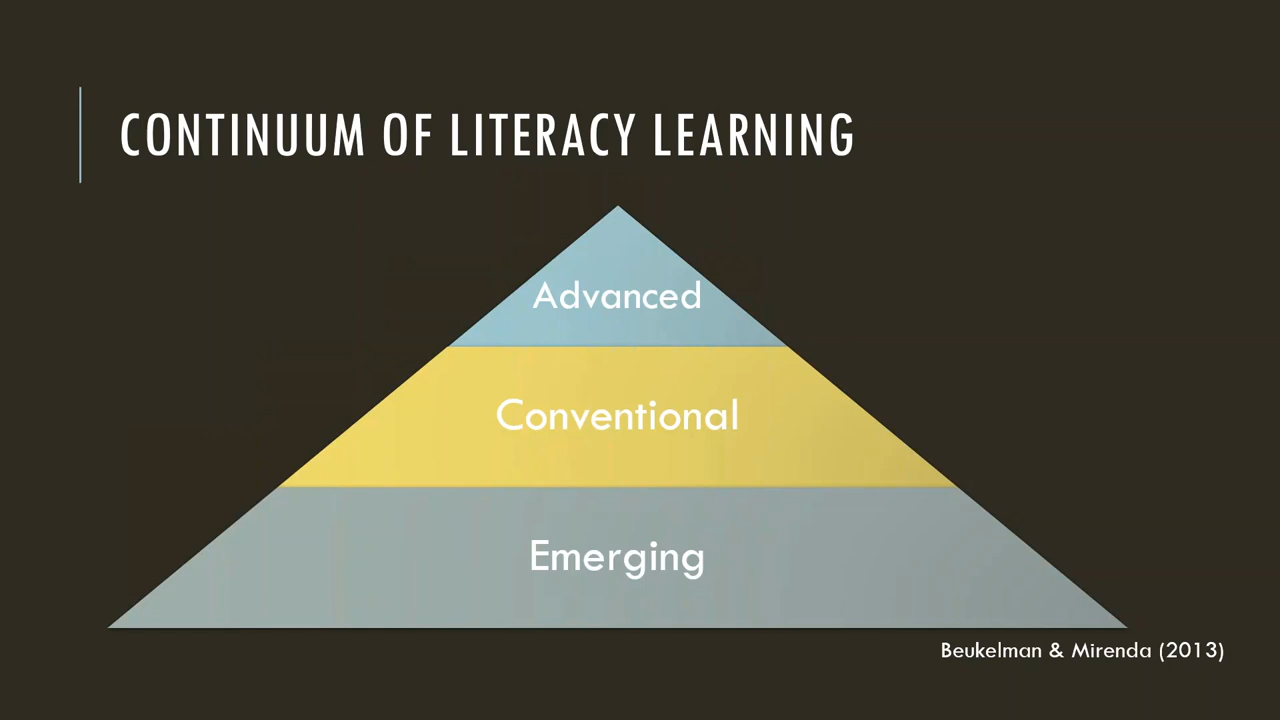 CONTINUUM OF LITERACY LEARNING
Advanced
Conventional
Emerging
Beukelman & Mirenda (2013)